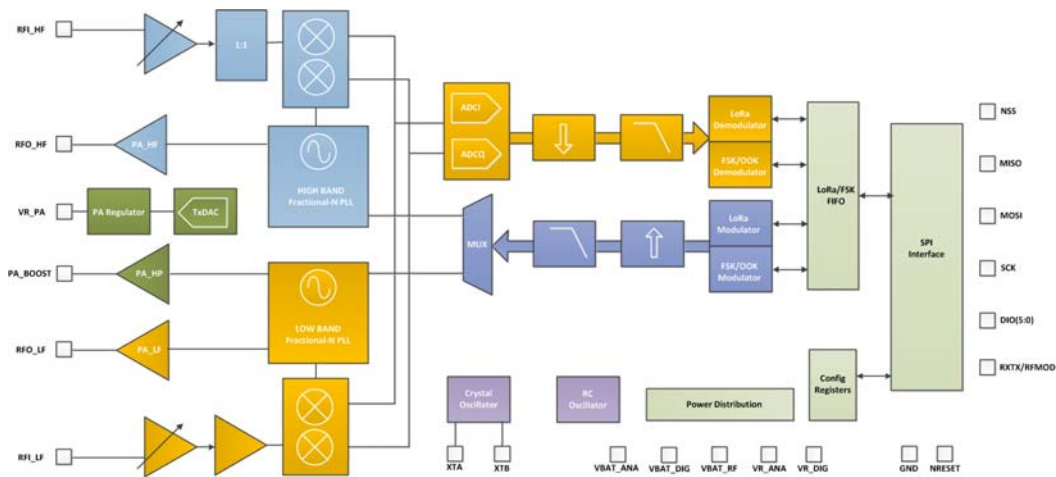 RFI_HF
1:1
RFO_HF
PA_HF
HIGH BAND
Fractional-N PLL
VR_PA
PA Regulator
TxDAC
PA_BOOST
PA_HP
LOW BAND
Fractional-N PLL
RFO_LF
PA_LF
RFI_LF
ADCI
ADCQ
LoRa
Demodulator
FSK/OOK
Demodulator
MUX
LoRa
Modulator
FSK/OOK
Modulator
LoRa/FSK
FIFO
SPI
Interface
Config
Registers
Crystal
Oscillator
RC
Oscillator
Power Distribution
XTA
XTB
VBAT_ANA
VBAT_DIG
VBAT_RF
VR_ANA
VR_DIG
GND
NRESET
NSS
MISO
MOSI
SCK
DIO(5:0)
RXTX/RFMOD